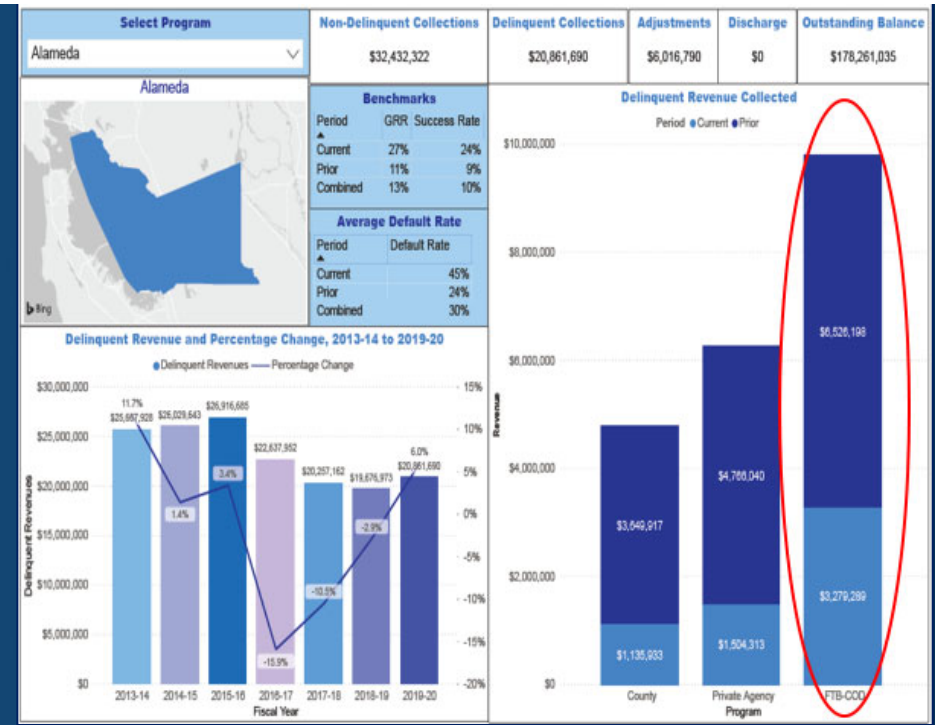 Select Program
Alameda
Non-Delinquent Collections
$32,432,322
Delinquent Collections
$20,861,690
Adjustments
$6,016,790
Discharge
$0
Outstanding Balance
$178,261,035
Alameda
Bing
Benchmarks
Period GRR Success Rate
Current 27% 24%
Prior 11% 9%
Combined 13% 10%
Average Default Rate
Period Default Rate
Current 45%
Prior 24%
Combined 30%
Delinquent Revenue and Percentage Change, 2013-14 to 2019-20
Delinquent Revenues Percentage Change
$30,000,000
$25,000,000
$20,000,000
$15,000,000
$10,000,000
$5,000,000
$0
Delinquent Revenues
11.7%
$25,667,928
$26,029,643
$26,916,685
$22,637,952
$20,257,162
$19,676,973
6.0%
$20,861,690
1.4%
3.4%
-15.9%
-10.5%
-2.9%
15%
10%
5%
0%
-5%
-10%
-15%
-20%
2013-14 2014-15 2015-16 2016-17 2017-18 2018-19 2019-20
Fiscal Year
Delinquent Revenue Collected
Period Current Prior
$10,000,000
$8,000,000
$6,000,000
$4,000,000
$2,000,000
$0
Revenue
$3,649,917
$1,136,933
$4,766,040
$1,504,313
$6,526,198
$3,279,289
County Private Agency FTB-COD
Program